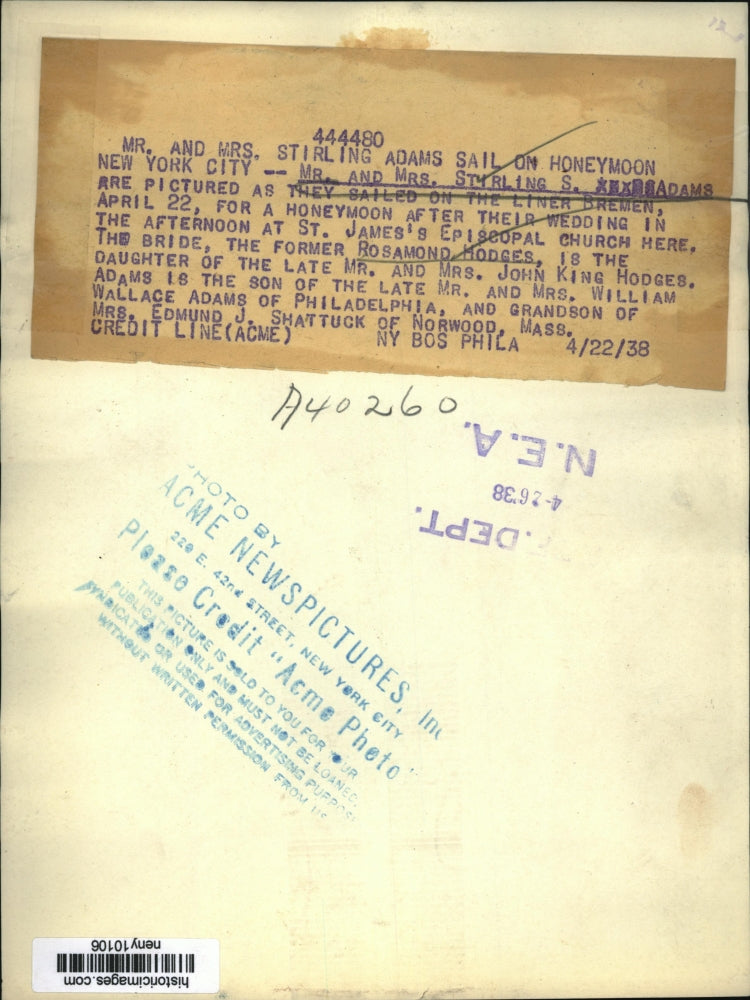 444480
MR. AND MRS. STIRLING ADAMS SAIL ON HONEYMOON
NEW YORK CITY -- MR. AND MRS. STIRLING S. XXXXXADAMS
ARE PICTURED AS THEY SAILED ON THE LINER BREMEN,
APRIL 22, FOR A HONEYMOON AFTER THEIR WEDDING IN
THE AFTERNOON AT ST. JAMES'S EPISCOPAL CHURCH HERE.
THE BRIDE, THE FORMER ROSAMOND HODGES, IS THE
DAUGHTER OF THE LATE MR. AND MRS. JOHN KING HODGES.
ADAMS IS THE SON OF THE LATE MR. AND MRS. WILLIAM
WALLACE ADAMS OF PHILADELPHIA, AND GRANDSON OF
MRS. EDMUND J. SHATTUCK OF NORWOOD, MASS.
CREDIT LINE(ACME) NY BOS PHILA 4/22/38
A40260
N.E.A.
4-26 38
DEPT.
PHOTO BY
ACME NEWSPICTURES, Inc
220 E. 42nd STREET, NEW YORK CITY
Please Credit "Acme Photo"
THIS PICTURE IS SOLD TO YOU FOR YOUR
PUBLICATION ONLY AND MUST NOT BE LOANED,
SYNDICATED OR USED FOR ADVERTISING PURPOSE
WITHOUT WRITTEN PERMISSION FROM US
historicimages.com
neny10106